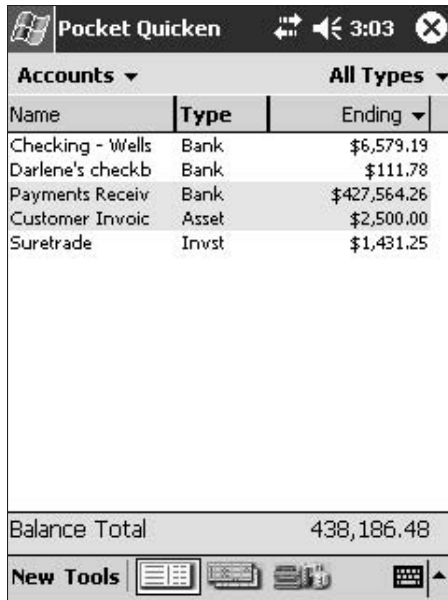 Pocket Quicken 3:03
Accounts All Types
Name Type Ending
Checking - Wells Bank $6,579.19
Darlene's checkb Bank $111.78
Payments Receiv Bank $427,564.26
Customer Invoic Asset $2,500.00
Suretrade Invst $1,431.25
Balance Total 438,186.48
New Tools